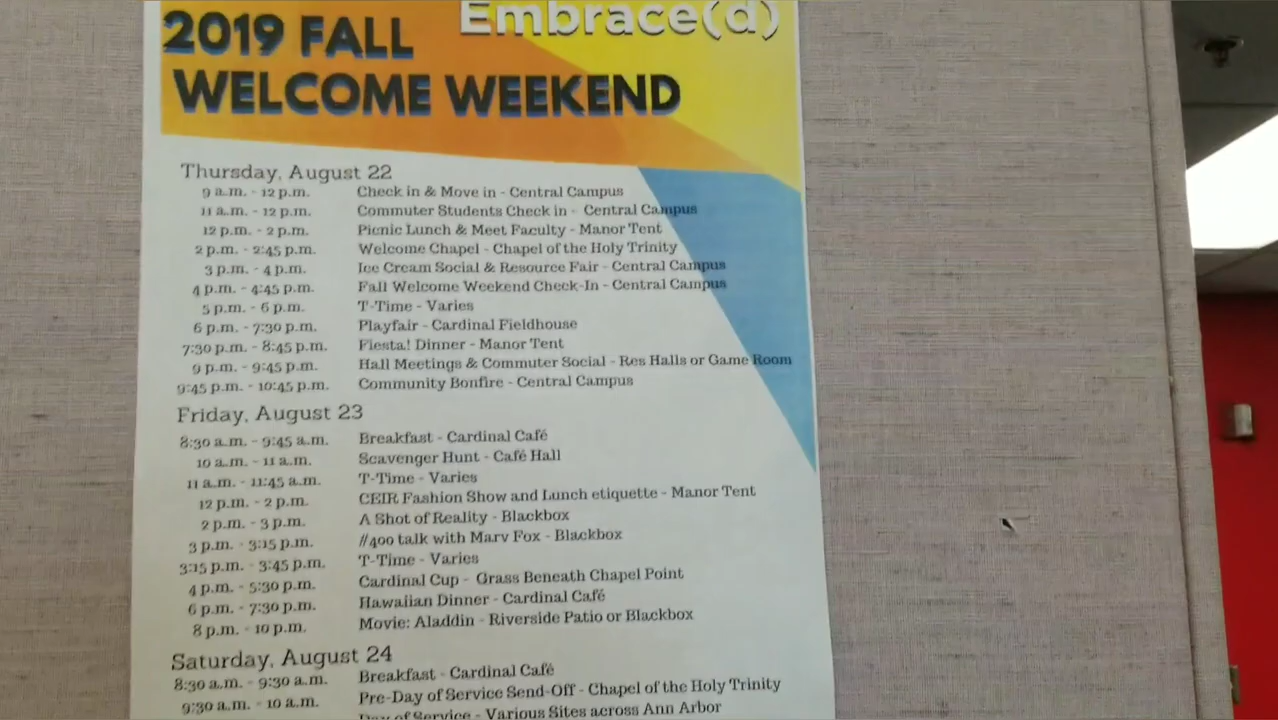 Embrace(d)
2019 FALL
WELCOME WEEKEND
Thursday, August 22
9 a.m. - 12 p.m. Check in & Move in - Central Campus
11 a.m. - 12 p.m. Commuter Students Check in - Central Campus
12 p.m. - 2 p.m. Picnic Lunch & Meet Faculty - Manor Tent
2 p.m. - 2:45 p.m. Welcome Chapel - Chapel of the Holy Trinity
3 p.m. - 4 p.m. Ice Cream Social & Resource Fair - Central Campus
4 p.m. - 4:45 p.m. Fall Welcome Weekend Check-In - Central Campus
5 p.m. - 6 p.m. T-Time - Varies
6 p.m. - 7:30 p.m. Playfair - Cardinal Fieldhouse
7:30 p.m. - 8:45 p.m. Fiesta! Dinner - Manor Tent
9 p.m. - 9:45 p.m. Hall Meetings & Commuter Social - Res Halls or Game Room
9:45 p.m. - 10:45 p.m. Community Bonfire - Central Campus
Friday, August 23
8:30 a.m. - 9:45 a.m. Breakfast - Cardinal Café
10 a.m. - 11 a.m. Scavenger Hunt - Café Hall
11 a.m. - 11:45 a.m. T-Time - Varies
12 p.m. - 2 p.m. CEIR Fashion Show and Lunch etiquette - Manor Tent
2 p.m. - 3 p.m. A Shot of Reality - Blackbox
3 p.m. - 3:15 p.m. //400 talk with Marv Fox - Blackbox
3:15 p.m. - 3:45 p.m. T-Time - Varies
4 p.m. - 5:30 p.m. Cardinal Cup - Grass Beneath Chapel Point
6 p.m. - 7:30 p.m. Hawaiian Dinner - Cardinal Café
8 p.m. - 10 p.m. Movie: Aladdin - Riverside Patio or Blackbox
Saturday, August 24
8:30 a.m. - 9:30 a.m. Breakfast - Cardinal Café
9:30 a.m. - 10 a.m. Pre-Day of Service Send-Off - Chapel of the Holy Trinity
Day of Service - Various Sites across Ann Arbor